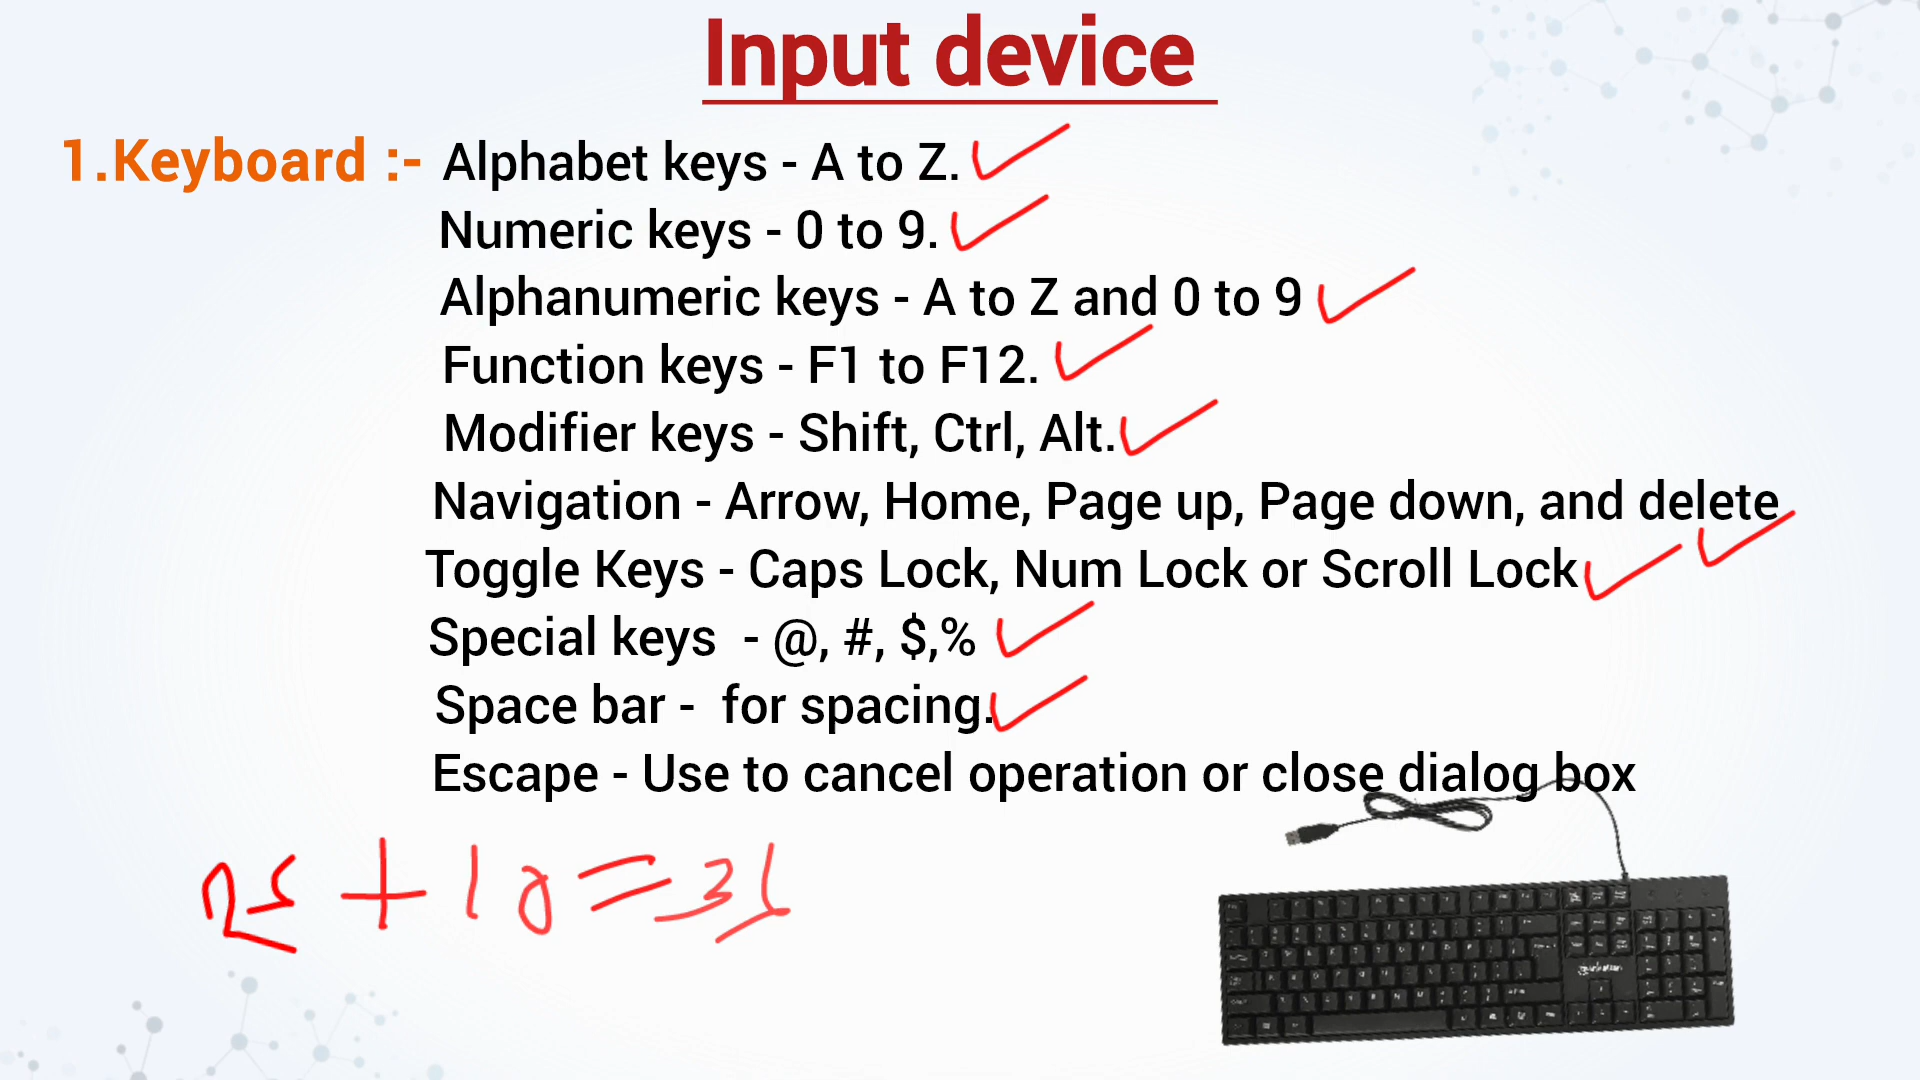 Input device
1.Keyboard :- Alphabet keys - A to Z.
Numeric keys - 0 to 9.
Alphanumeric keys - A to Z and 0 to 9
Function keys - F1 to F12.
Modifier keys - Shift, Ctrl, Alt.
Navigation - Arrow, Home, Page up, Page down, and delete
Toggle Keys - Caps Lock, Num Lock or Scroll Lock
Special keys - @, #, $,%
Space bar - for spacing.
Escape - Use to cancel operation or close dialog box
25 + 10 = 35